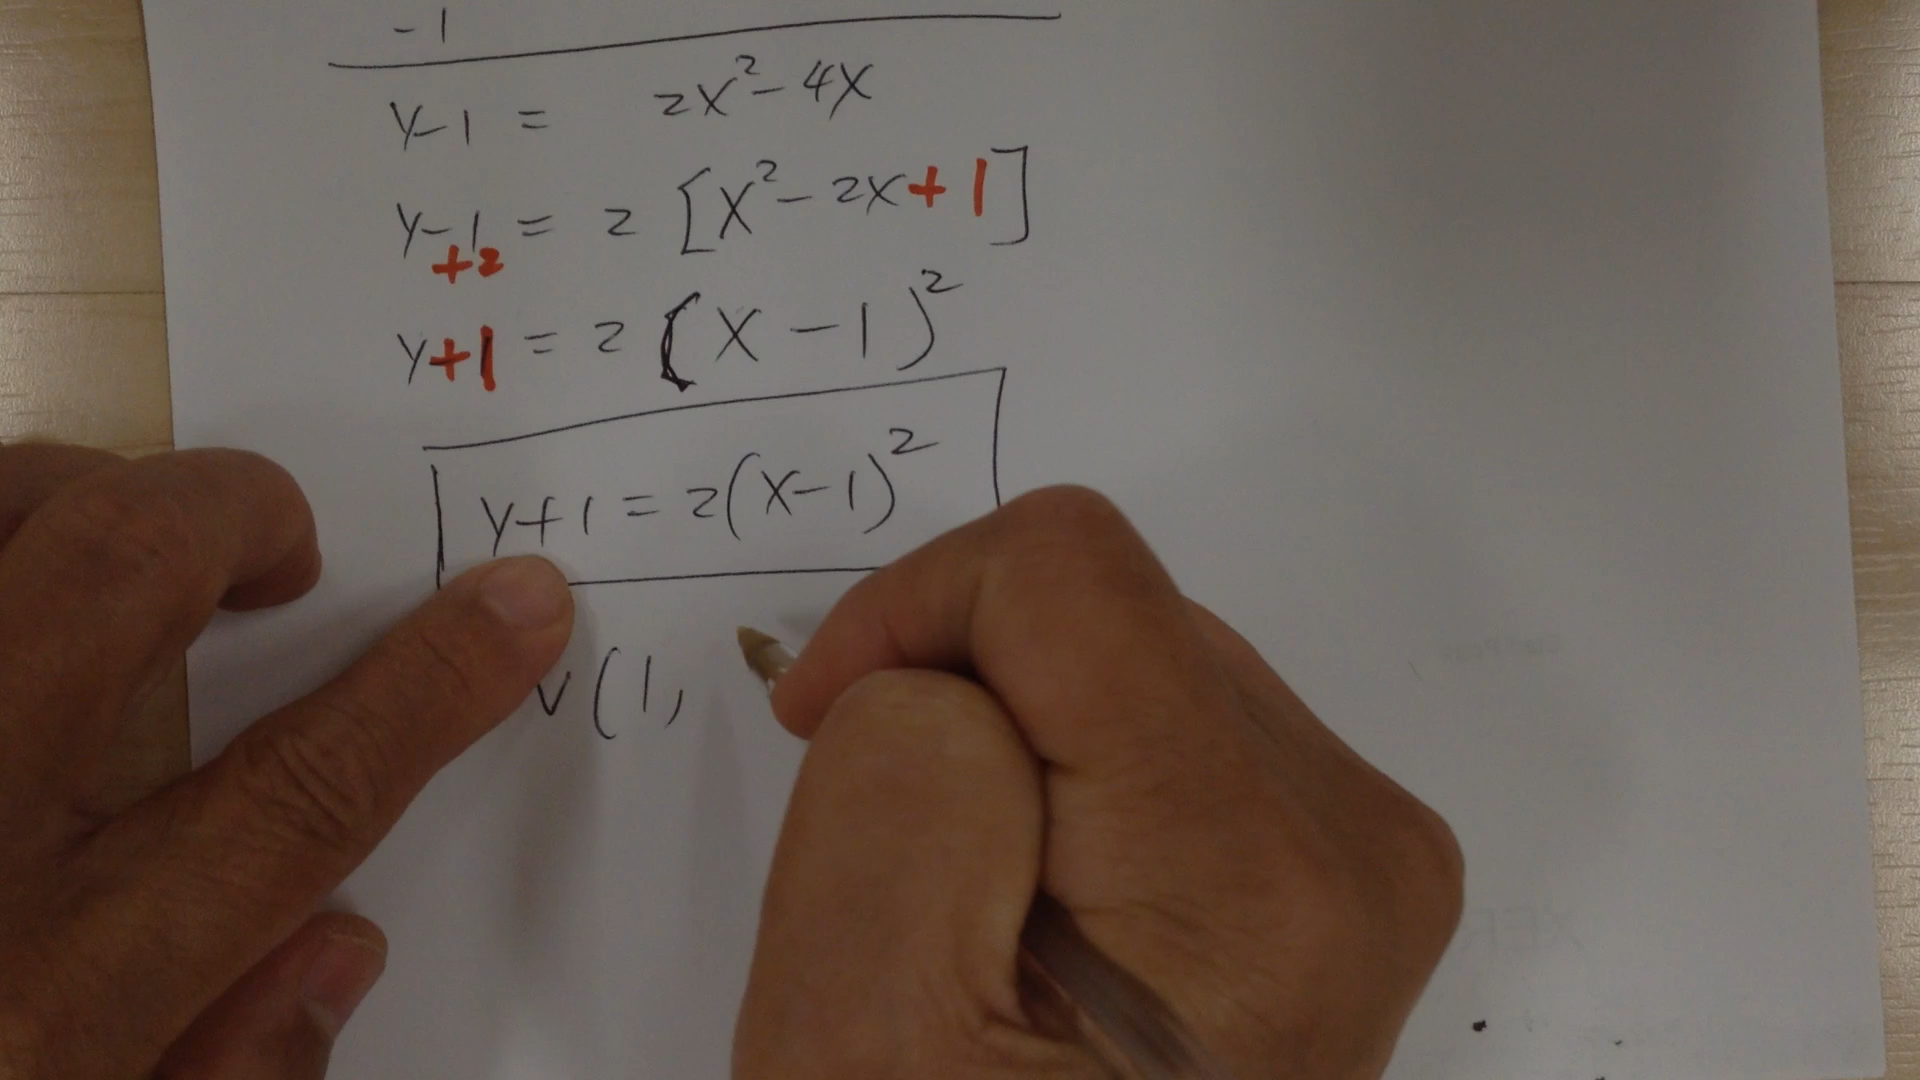 -1
y-1 = 2x²-4x
y-1 = 2 [x²-2x+1]
+2
y+1 = 2 (x-1)²
y+1=2(x-1)²
v(1,